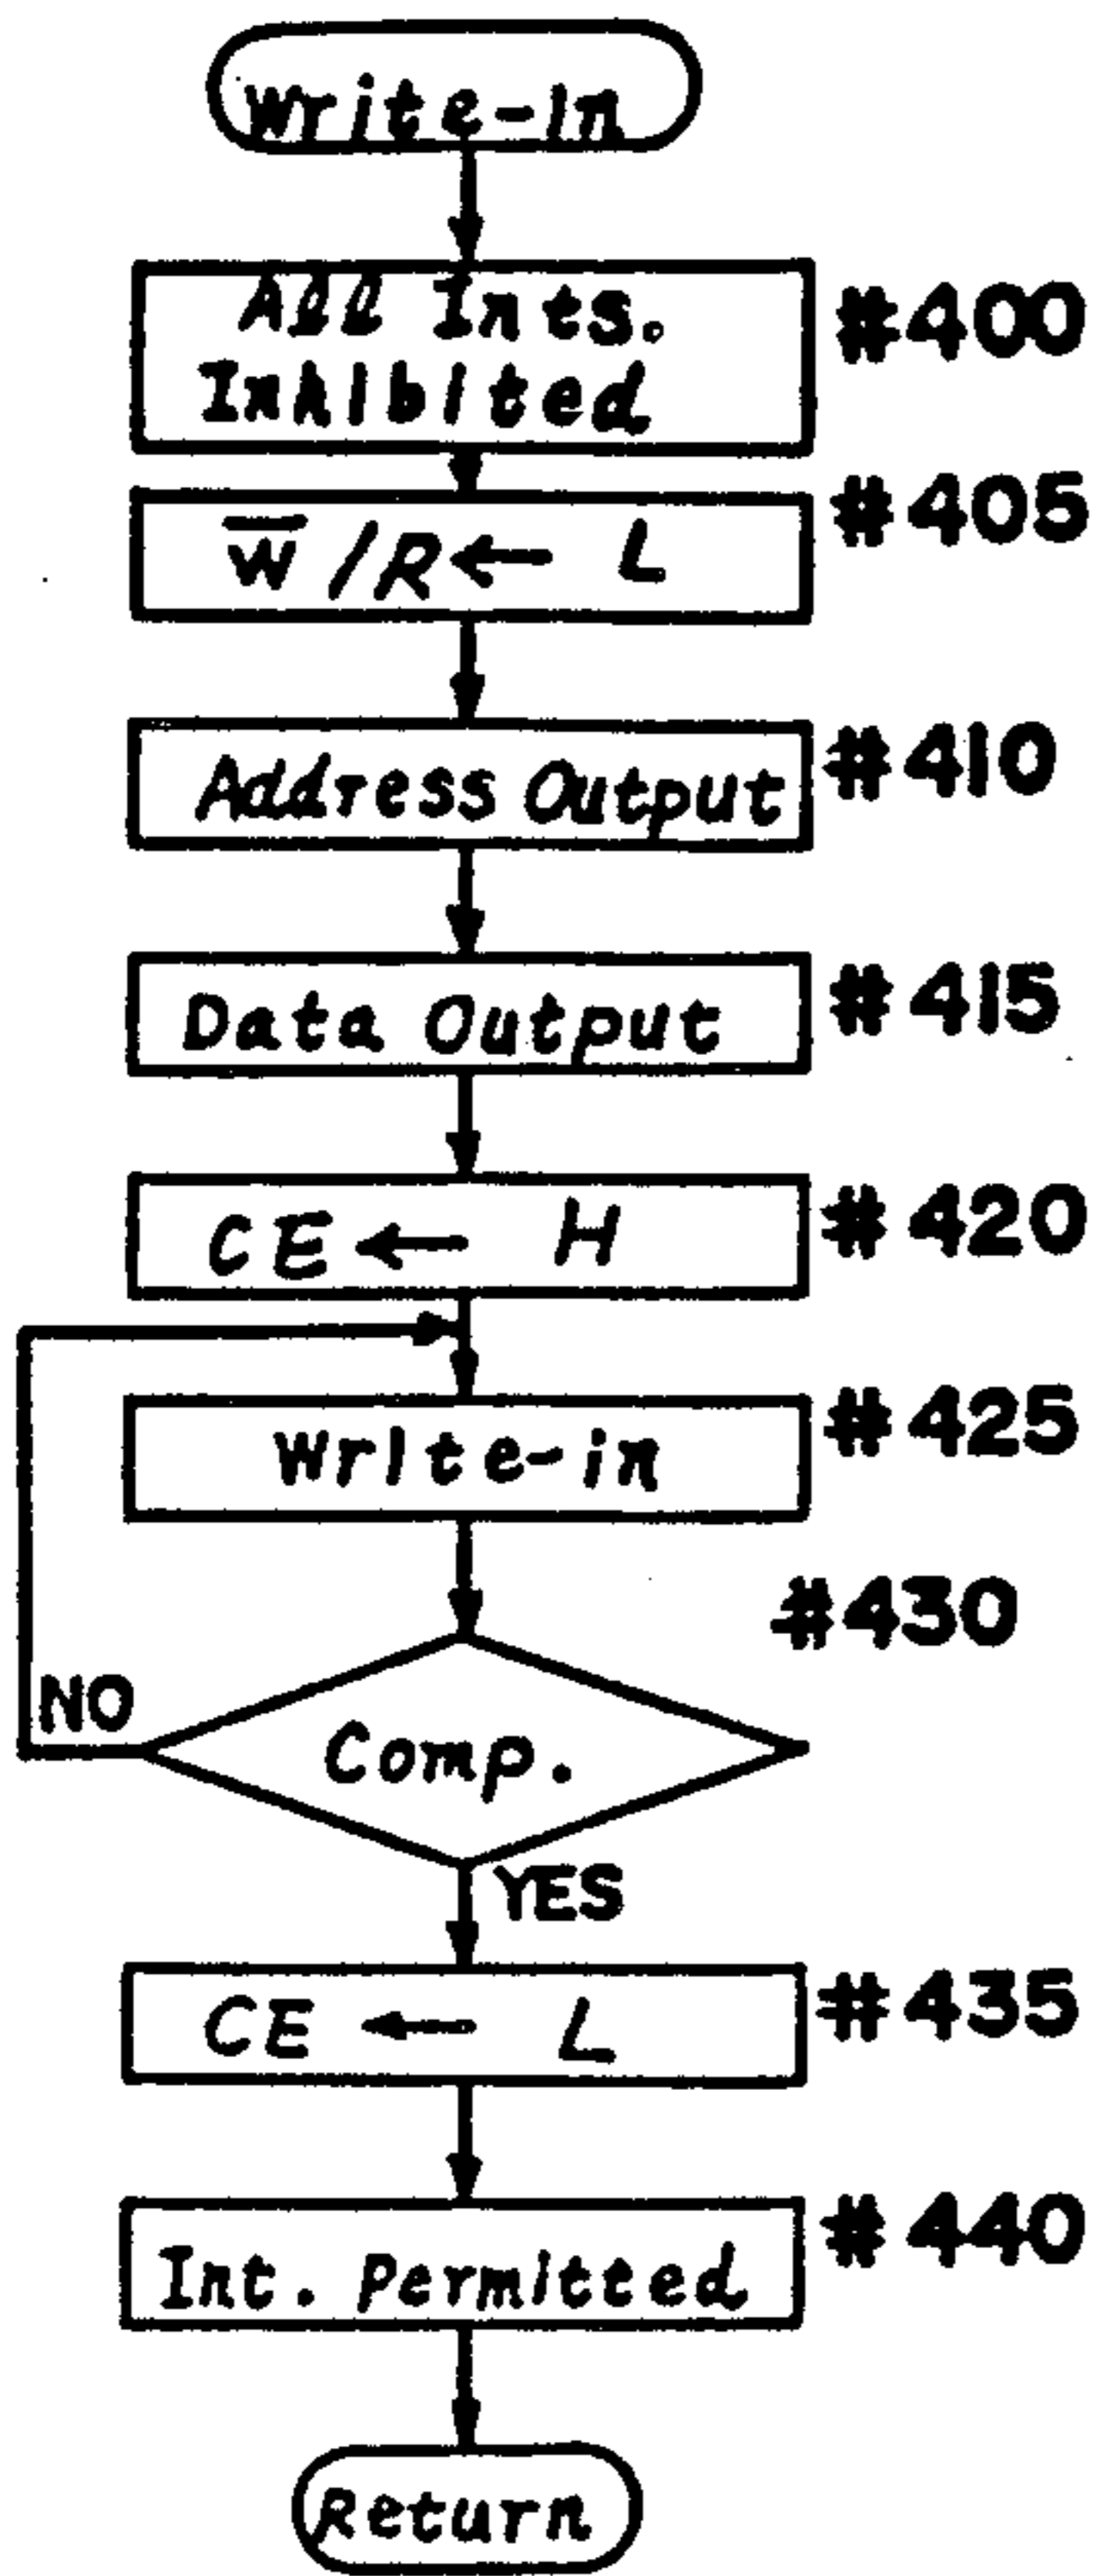 Write-In
All Ints.
Inhibited
#400
W̅/R← L
#405
Address Output
#410
Data Output
#415
CE ← H
#420
Write-in
#425
#430
NO
Comp.
YES
CE ← L
#435
Int. Permitted
#440
Return